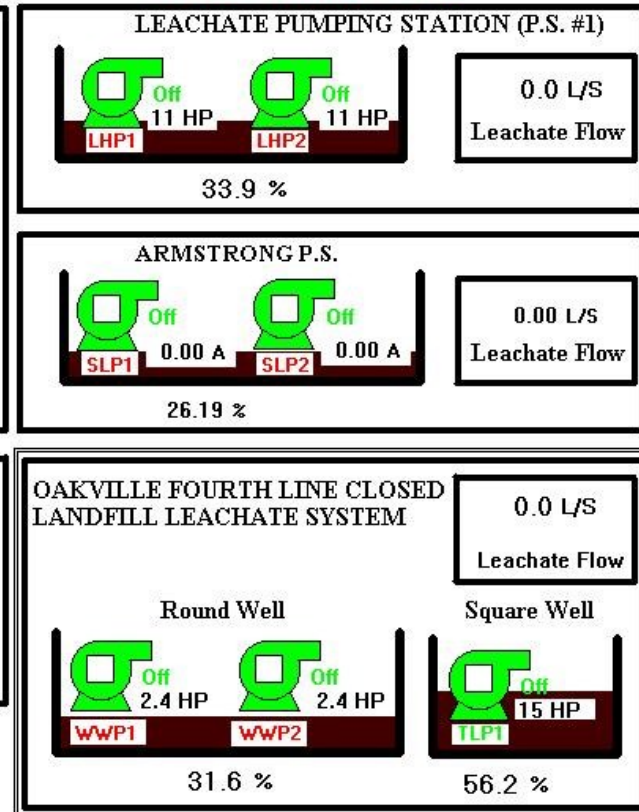 LEACHATE PUMPING STATION (P.S. #1)
Off Off
11 HP 11 HP
LHP1 LHP2
33.9 %
0.0 L/S
Leachate Flow
ARMSTRONG P.S.
Off Off
0.00 A 0.00 A
SLP1 SLP2
26.19 %
0.00 L/S
Leachate Flow
OAKVILLE FOURTH LINE CLOSED
LANDFILL LEACHATE SYSTEM
0.0 L/S
Leachate Flow
Round Well
Off Off
2.4 HP 2.4 HP
WWP1 WWP2
31.6 %
Square Well
Off
15 HP
TLP1
56.2 %